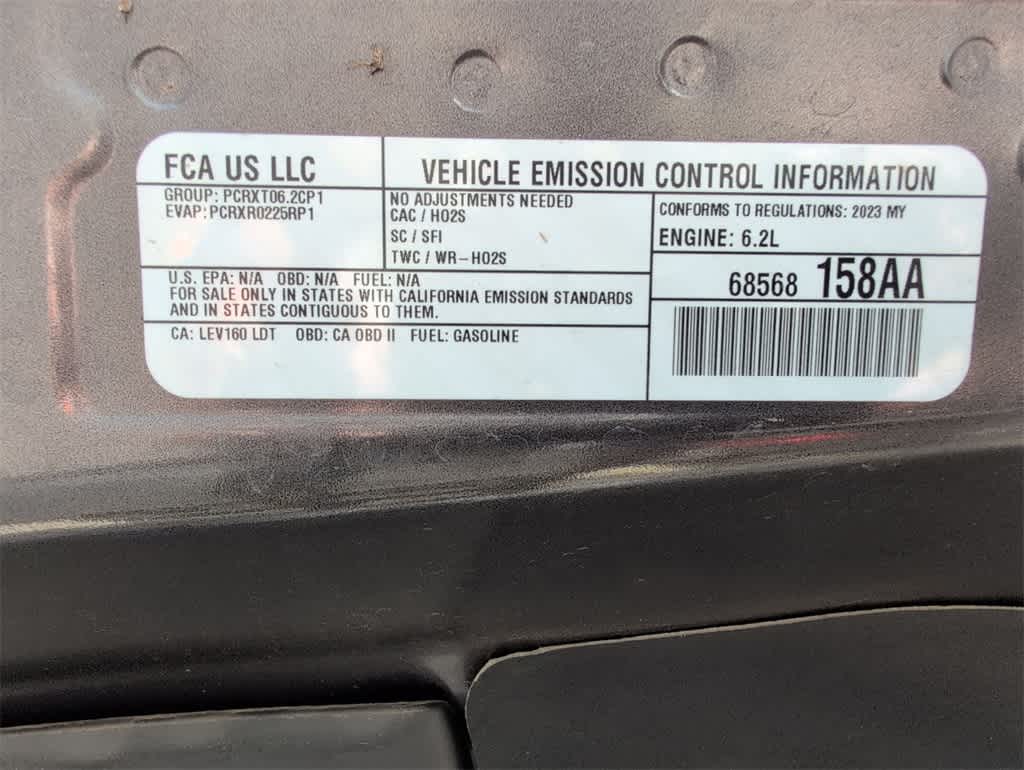 FCA US LLC
VEHICLE EMISSION CONTROL INFORMATION
GROUP: PCRXT06.2CP1
EVAP: PCRXR0225RP1
NO ADJUSTMENTS NEEDED
CAC / HO2S
SC / SFI
TWC / WR-HO2S
CONFORMS TO REGULATIONS: 2023 MY
ENGINE: 6.2L
U.S. EPA: N/A OBD: N/A FUEL: N/A
FOR SALE ONLY IN STATES WITH CALIFORNIA EMISSION STANDARDS
AND IN STATES CONTIGUOUS TO THEM.
68568 158AA
CA: LEV160 LDT OBD: CA OBD II FUEL: GASOLINE